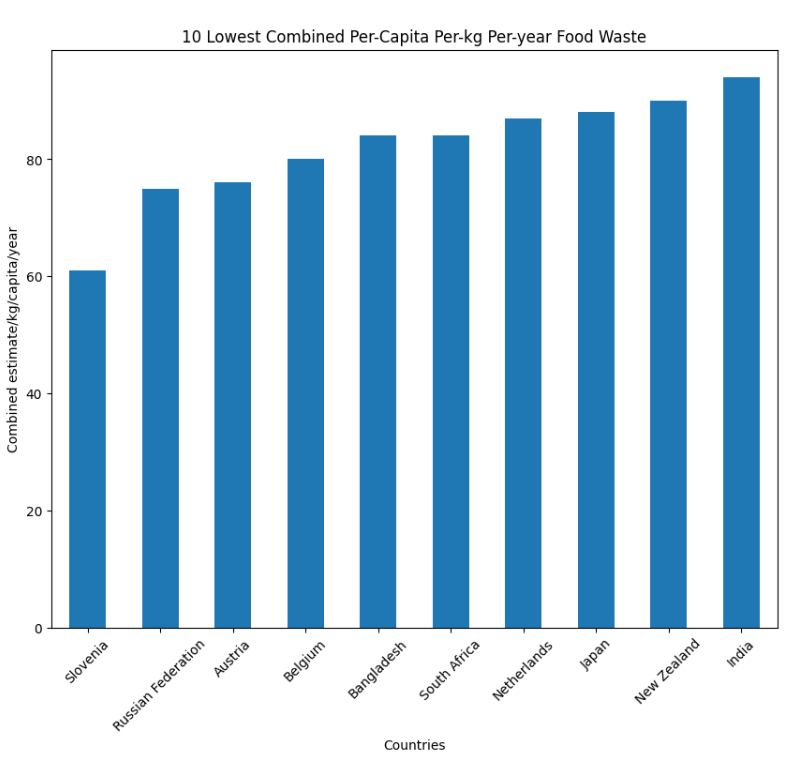 10 Lowest Combined Per-Capita Per-kg Per-year Food Waste
Combined estimate/kg/capita/year
80
60
40
20
0
Slovenia
Russian Federation
Austria
Belgium
Bangladesh
South Africa
Netherlands
Japan
New Zealand
India
Countries